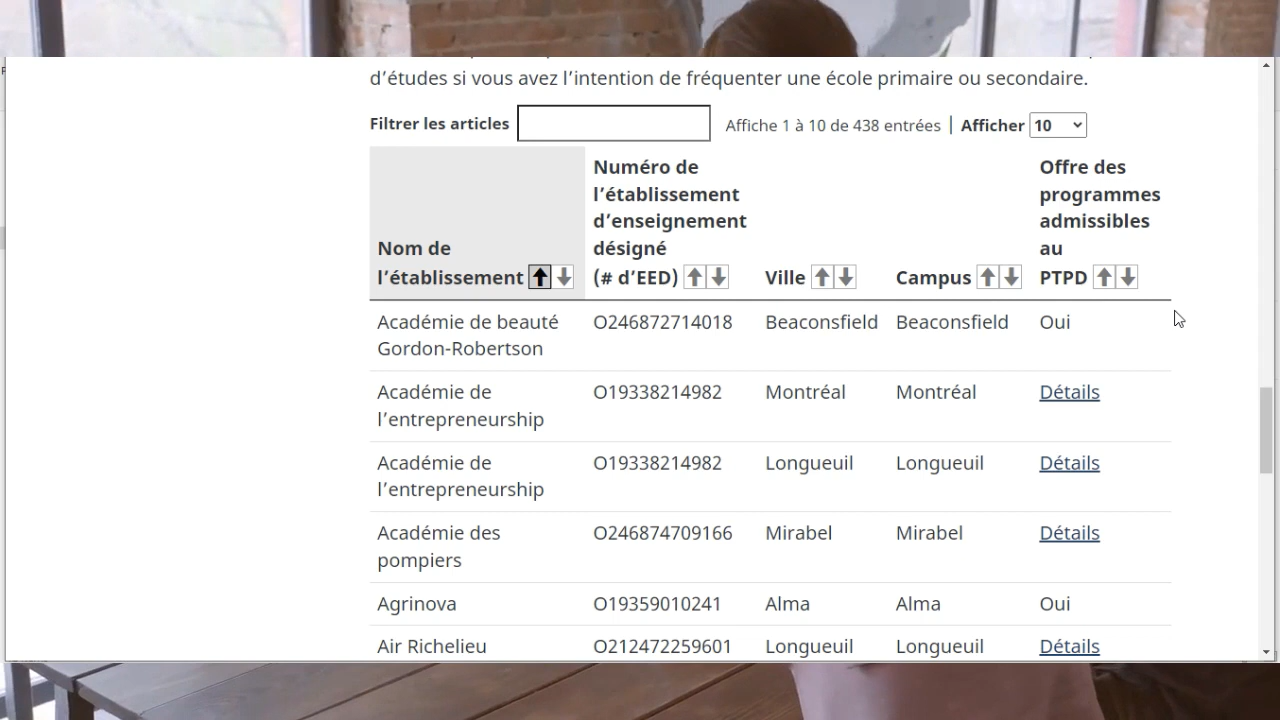 d’études si vous avez l’intention de fréquenter une école primaire ou secondaire.
Filtrer les articles
Affiche 1 à 10 de 438 entrées | Afficher 10
Nom de l’établissement
Numéro de l’établissement d’enseignement désigné (# d’EED)
Ville
Campus
Offre des programmes admissibles au PTPD
Académie de beauté Gordon-Robertson O246872714018 Beaconsfield Beaconsfield Oui
Académie de l’entrepreneurship O19338214982 Montréal Montréal Détails
Académie de l’entrepreneurship O19338214982 Longueuil Longueuil Détails
Académie des pompiers O246874709166 Mirabel Mirabel Détails
Agrinova O19359010241 Alma Alma Oui
Air Richelieu O212472259601 Longueuil Longueuil Détails